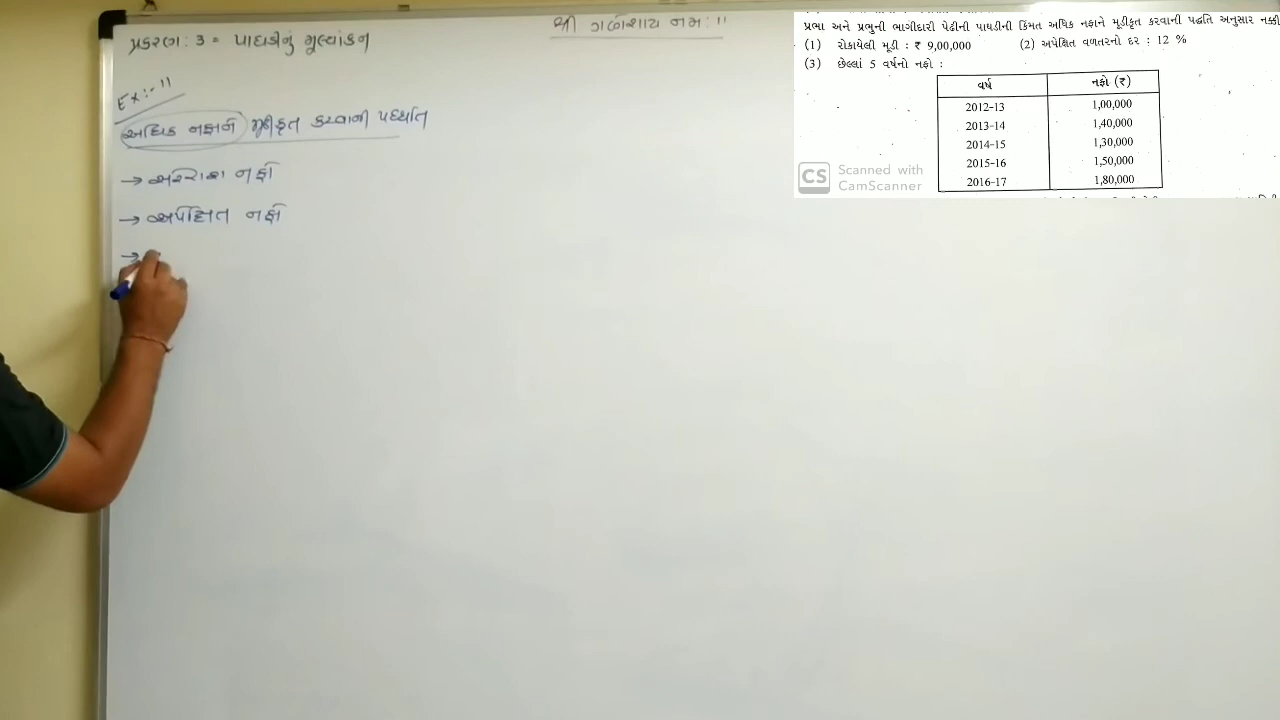 શ્રી ગણેશાય નમઃ ॥
પ્રકરણ : 3 = પાઘડીનું મૂલ્યાંકન
Ex:- 11
અધિક નફાને મૂડીકૃત કરવાની પધ્ધતિ
→ સરેરાશ નફો
→ અપેક્ષિત નફો
→
પ્રભા અને પ્રભુની ભાગીદારી પેઢીની પાઘડીની કિંમત અધિક નફાને મૂડીકૃત કરવાની પદ્ધતિ અનુસાર નક્કી
(1) રોકાયેલી મૂડી : ₹ 9,00,000 (2) અપેક્ષિત વળતરનો દર : 12 %
(3) છેલ્લાં 5 વર્ષનો નફો :
વર્ષ નફો (₹)
2012-13 1,00,000
2013-14 1,40,000
2014-15 1,30,000
2015-16 1,50,000
2016-17 1,80,000
CS Scanned with
CamScanner